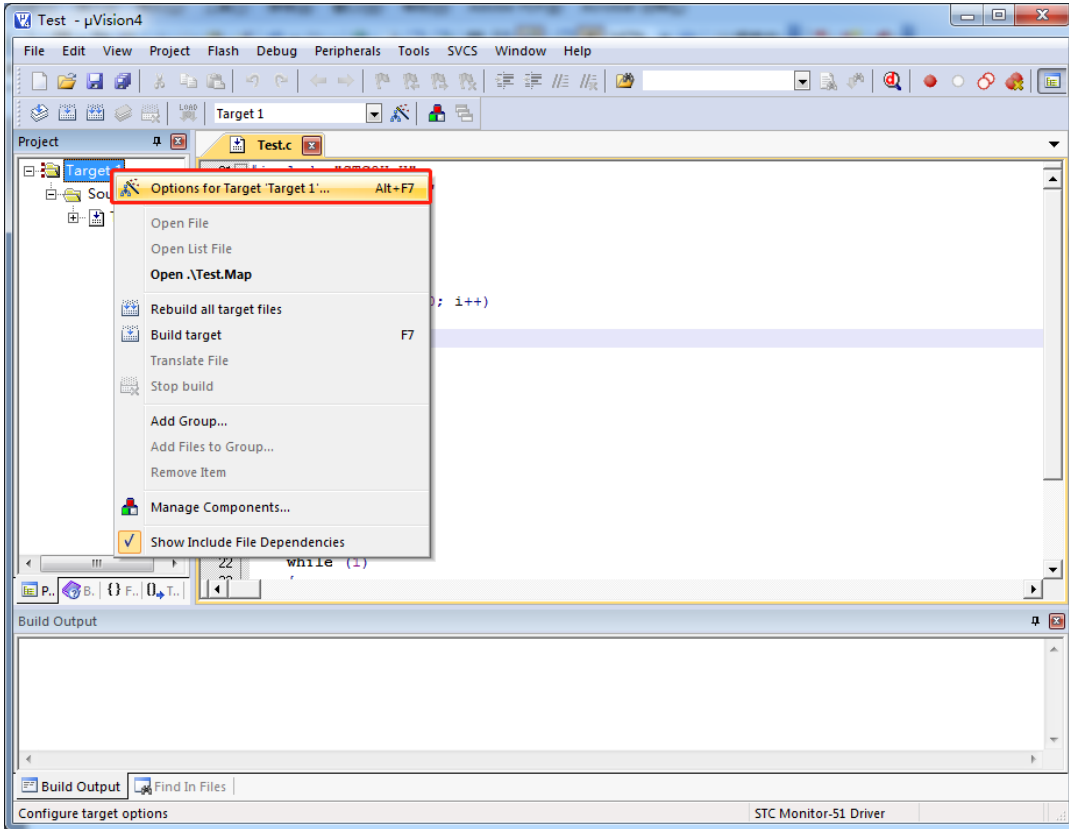 Test - µVision4
File Edit View Project Flash Debug Peripherals Tools SVCS Window Help
LOAD Target 1
Project
Test.c
Target 1
Options for Target 'Target 1'... Alt+F7
Sou
Open File
Open List File
Open .\Test.Map
Rebuild all target files
; i++)
Build target F7
Translate File
Stop build
Add Group...
Add Files to Group...
Remove Item
Manage Components...
Show Include File Dependencies
22 while (1)
P... B. {} F... 0 T...
Build Output
Build Output Find In Files
Configure target options STC Monitor-51 Driver